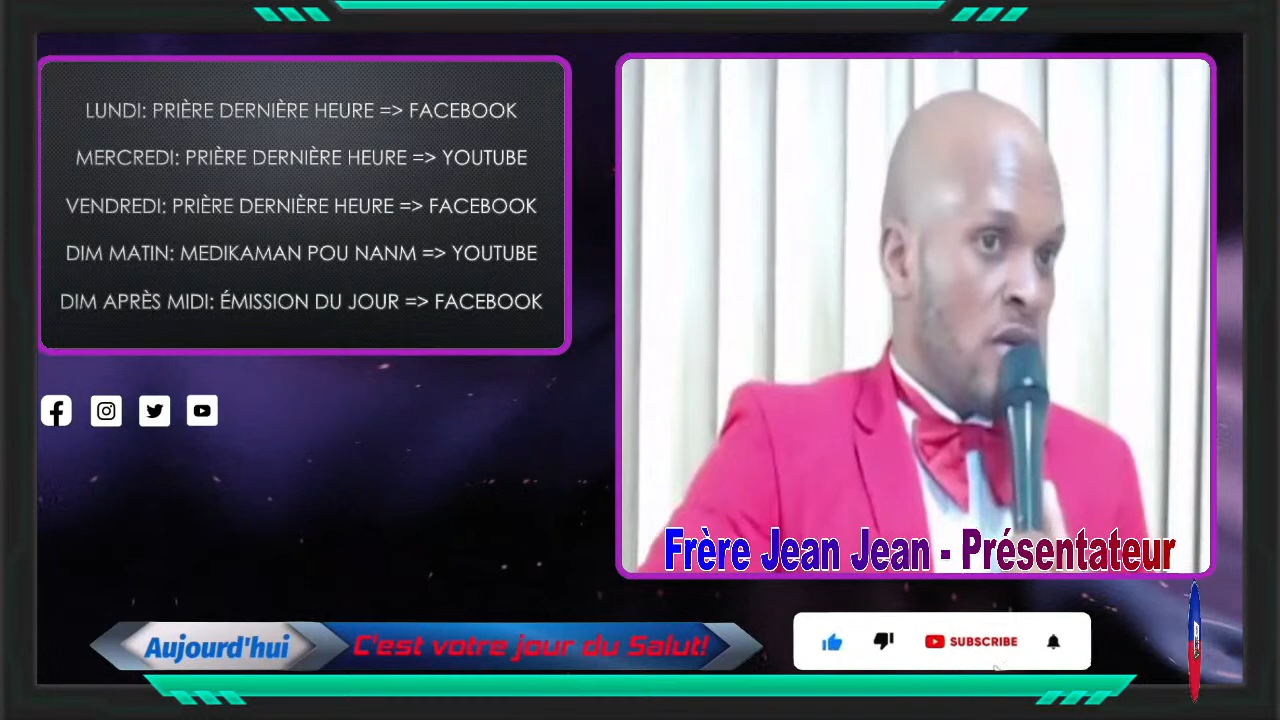 LUNDI: PRIÈRE DERNIÈRE HEURE => FACEBOOK
MERCREDI: PRIÈRE DERNIÈRE HEURE => YOUTUBE
VENDREDI: PRIÈRE DERNIÈRE HEURE => FACEBOOK
DIM MATIN: MEDIKAMAN POU NANM => YOUTUBE
DIM APRÈS MIDI: ÉMISSION DU JOUR => FACEBOOK
Frère Jean Jean - Présentateur
Aujourd'hui C'est votre jour du Salut!
SUBSCRIBE